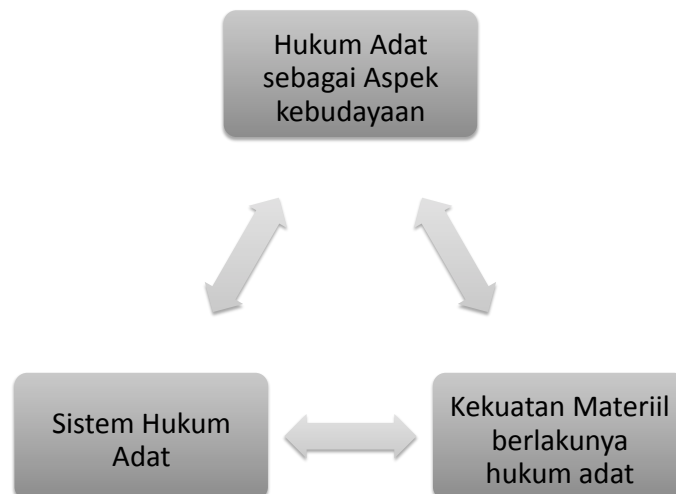 Hukum Adat
sebagai Aspek
kebudayaan
Sistem Hukum
Adat
Kekuatan Materiil
berlakunya
hukum adat